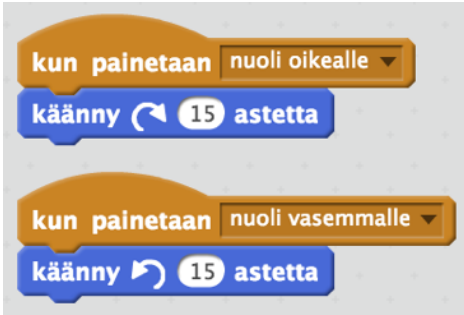 kun painetaan nuoli oikealle
käänny 15 astetta
kun painetaan nuoli vasemmalle
käänny 15 astetta